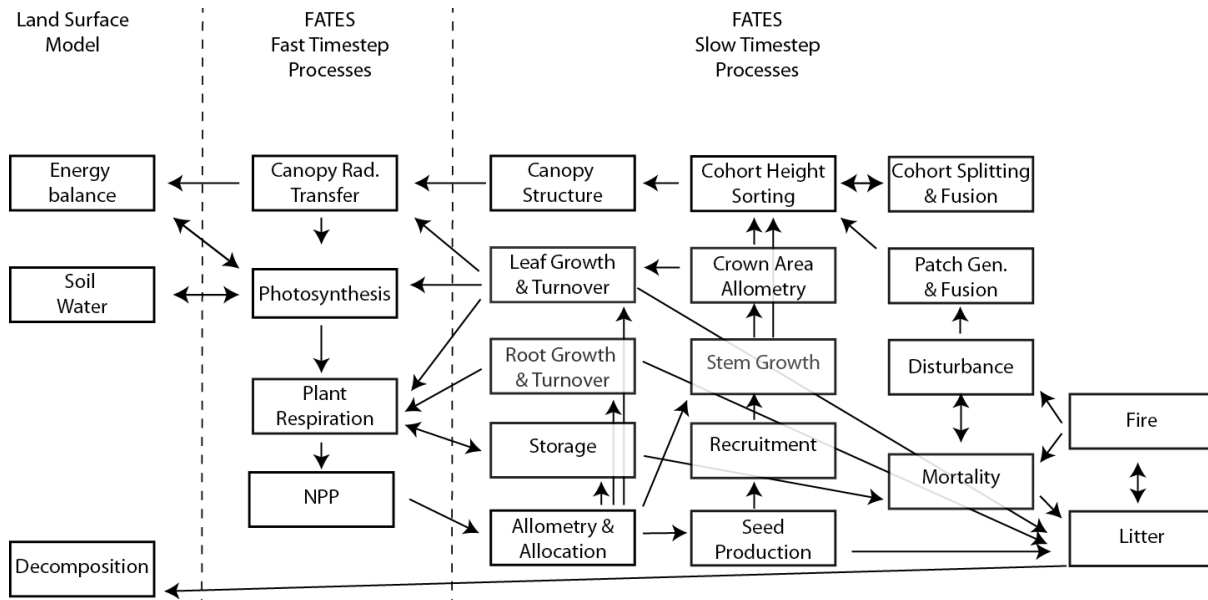 Land Surface
Model
FATES
Fast Timestep
Processes
FATES
Slow Timestep
Processes
Energy
balance
Canopy Rad.
Transfer
Canopy
Structure
Cohort Height
Sorting
Cohort Splitting
& Fusion
Soil
Water
Photosynthesis
Leaf Growth
& Turnover
Crown Area
Allometry
Patch Gen.
& Fusion
Plant
Respiration
Root Growth
& Turnover
Stem Growth
Disturbance
Fire
Storage
Recruitment
Mortality
NPP
Allometry &
Allocation
Seed
Production
Litter
Decomposition